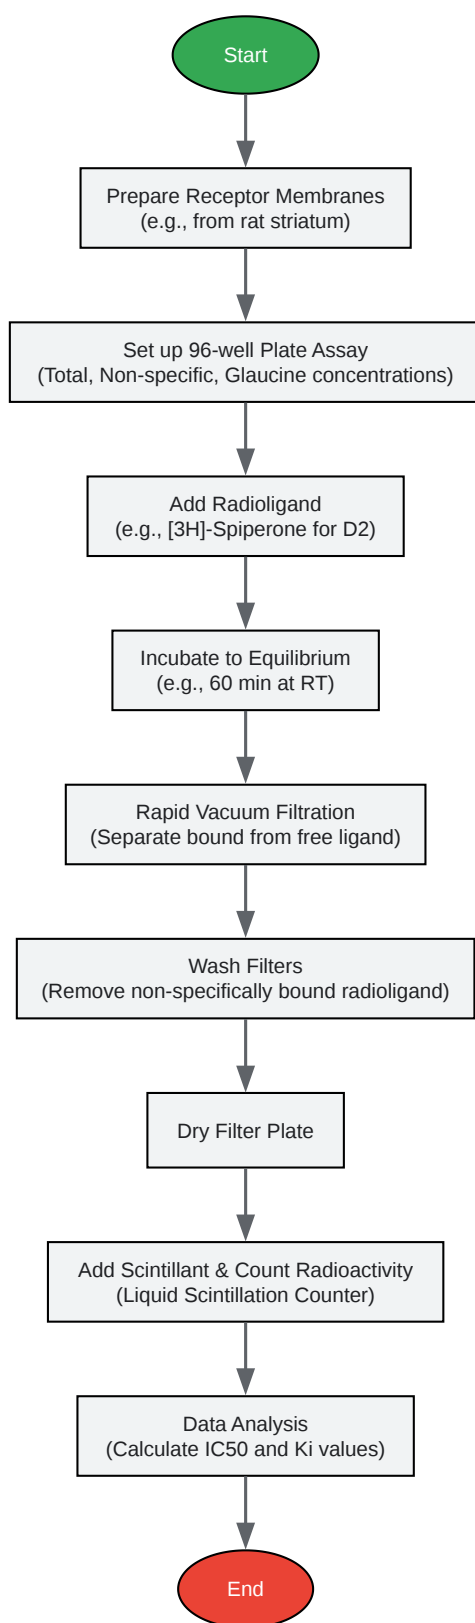 Start
Prepare Receptor Membranes
(e.g., from rat striatum)
Set up 96-well Plate Assay
(Total, Non-specific, Glaucine concentrations)
Add Radioligand
(e.g., [3H]-Spiperone for D2)
Incubate to Equilibrium
(e.g., 60 min at RT)
Rapid Vacuum Filtration
(Separate bound from free ligand)
Wash Filters
(Remove non-specifically bound radioligand)
Dry Filter Plate
Add Scintillant & Count Radioactivity
(Liquid Scintillation Counter)
Data Analysis
(Calculate IC50 and Ki values)
End